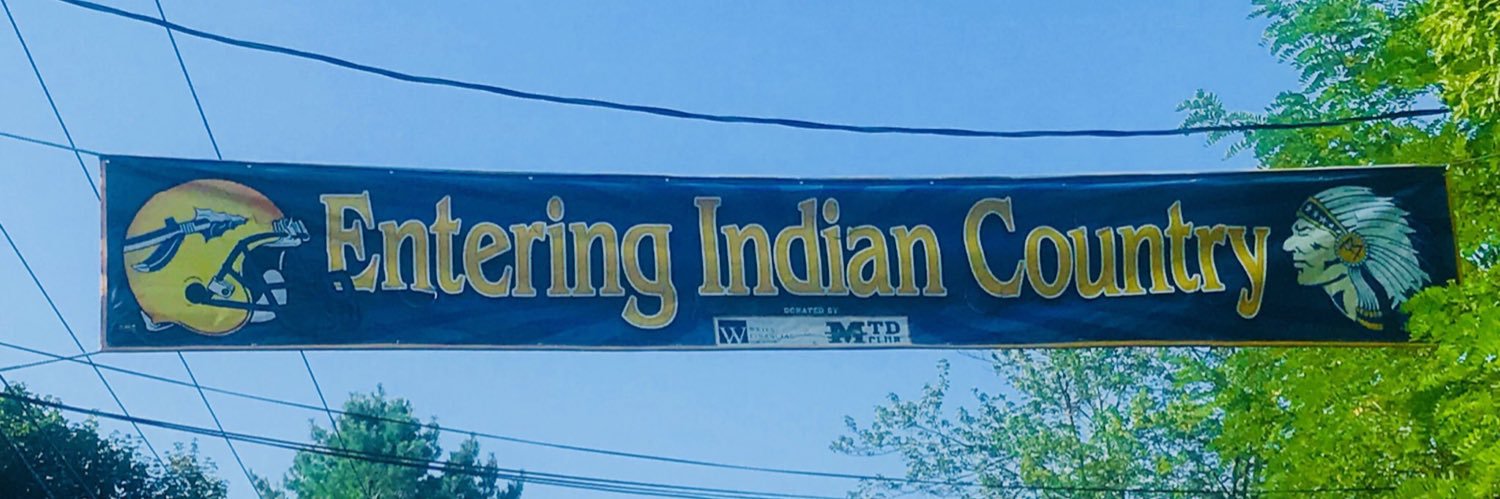 Entering Indian Country
DONATED BY
W
MTD